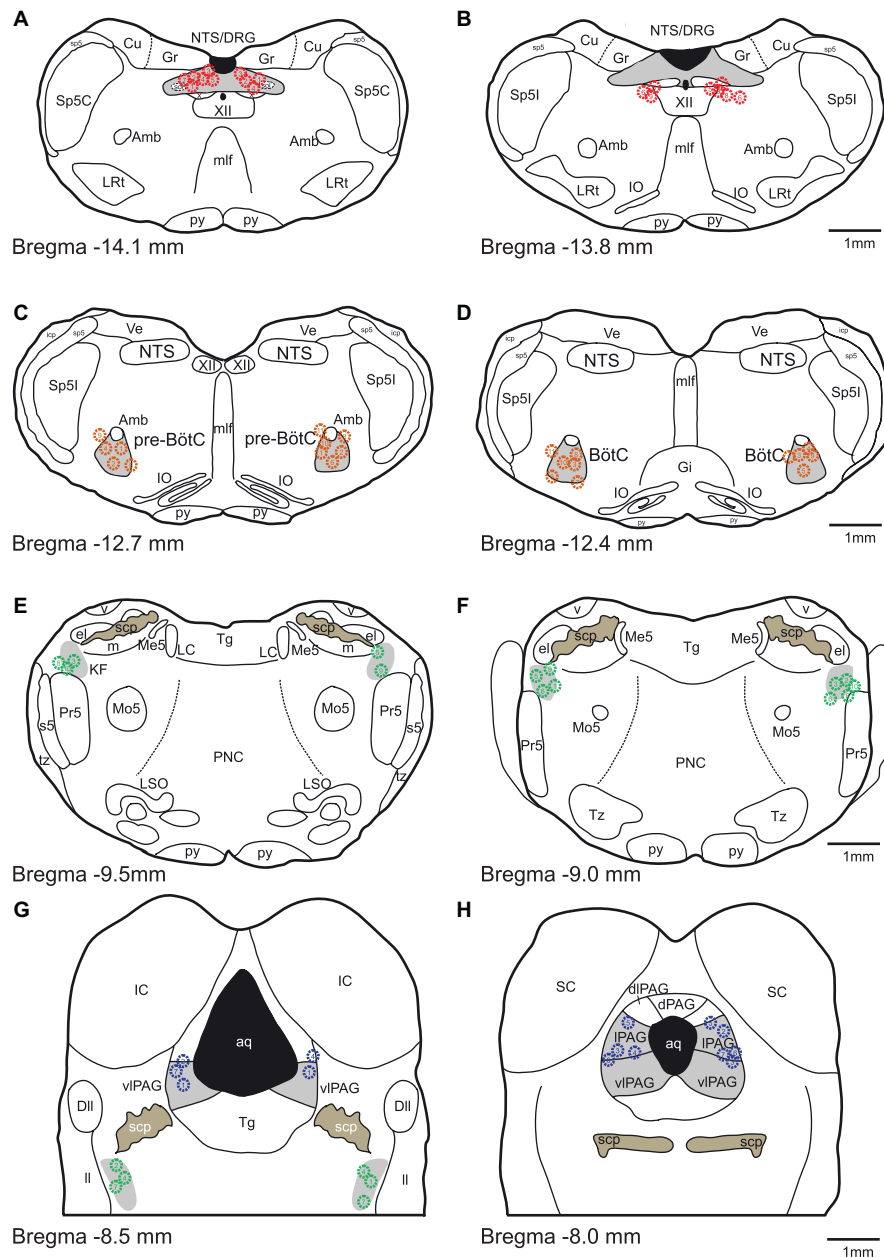 A
NTS/DRG
sp5 Cu Gr Gr Cu sp5
Sp5C Sp5C
XII
Amb Amb
mlf
LRt LRt
py py
Bregma -14.1 mm
B
NTS/DRG
sp5 Cu Gr Gr Cu sp5
Sp5I Sp5I
XII
Amb mlf Amb
LRt IO IO LRt
py py
Bregma -13.8 mm
1mm
C
icp sp5 Ve Ve sp5 icp
NTS XII XII NTS
Sp5I Sp5I
Amb Amb
pre-BötC mlf pre-BötC
IO IO
py py
Bregma -12.7 mm
D
icp sp5 Ve Ve sp5 icp
NTS NTS
mlf
Sp5I Sp5I
BötC BötC
Gi
IO IO
py py
Bregma -12.4 mm
1mm
E
v v
el scp Tg scp el
m Me5 LC LC Me5 m
KF
Pr5 Mo5 Mo5 Pr5
s5 s5
PNC
tz tz
LSO LSO
py py
Bregma -9.5mm
F
v v
el scp Me5 Tg Me5 scp el
Mo5 Mo5
Pr5 Pr5
PNC
Tz Tz
py py
Bregma -9.0 mm
1mm
G
IC IC
aq
vlPAG vlPAG
Dll Dll
scp Tg scp
ll ll
Bregma -8.5 mm
H
SC SC
dlPAG dPAG
lPAG aq lPAG
vlPAG vlPAG
scp scp
Bregma -8.0 mm
1mm